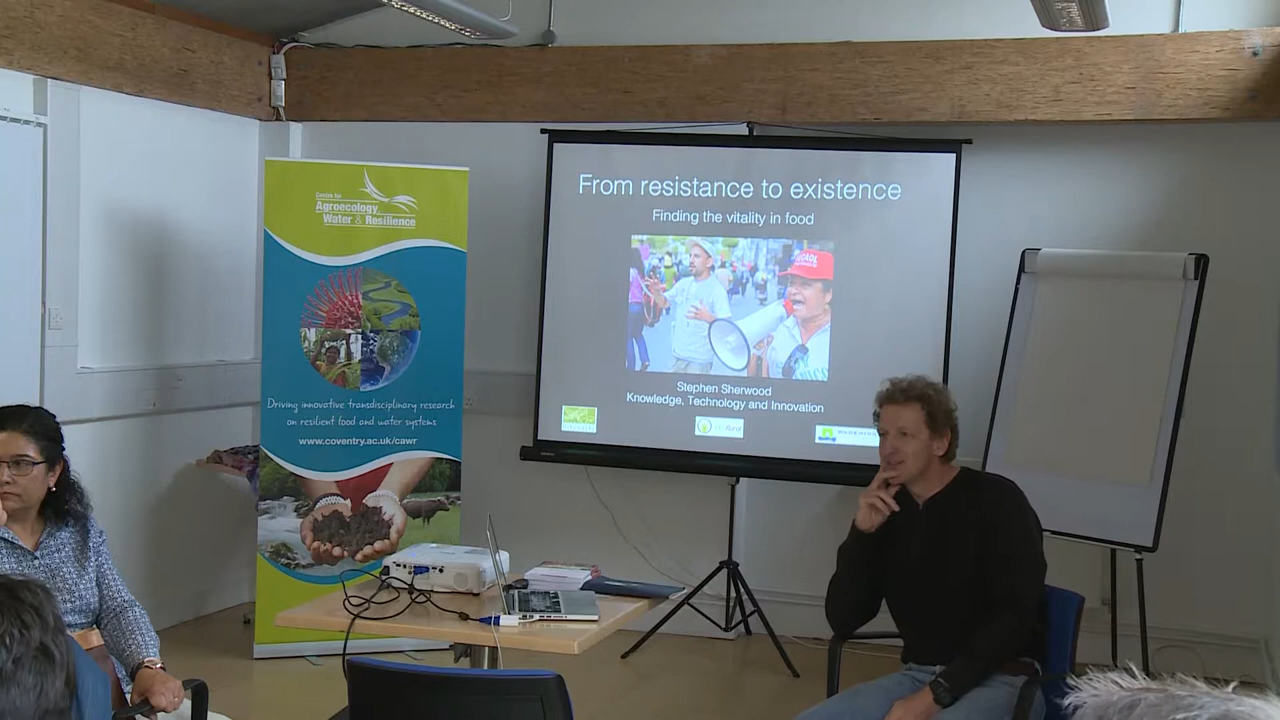 Centre for
Agroecology
Water & Resilience
Driving innovative transdisciplinary research
on resilient food and water systems
www.coventry.ac.uk/cawr
From resistance to existence
Finding the vitality in food
Stephen Sherwood
Knowledge, Technology and Innovation